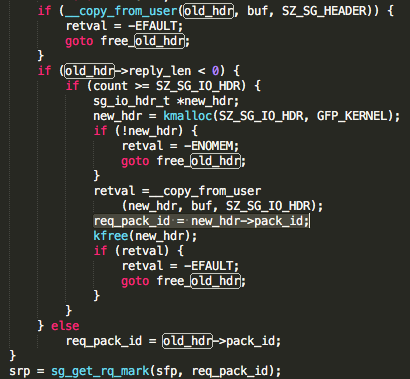 if (__copy_from_user(old_hdr, buf, SZ_SG_HEADER)) {
retval = -EFAULT;
goto free_old_hdr;
}
if (old_hdr->reply_len < 0) {
if (count >= SZ_SG_IO_HDR) {
sg_io_hdr_t *new_hdr;
new_hdr = kmalloc(SZ_SG_IO_HDR, GFP_KERNEL);
if (!new_hdr) {
retval = -ENOMEM;
goto free_old_hdr;
}
retval =__copy_from_user
(new_hdr, buf, SZ_SG_IO_HDR);
req_pack_id = new_hdr->pack_id;
kfree(new_hdr);
if (retval) {
retval = -EFAULT;
goto free_old_hdr;
}
}
} else
req_pack_id = old_hdr->pack_id;
}
srp = sg_get_rq_mark(sfp, req_pack_id);